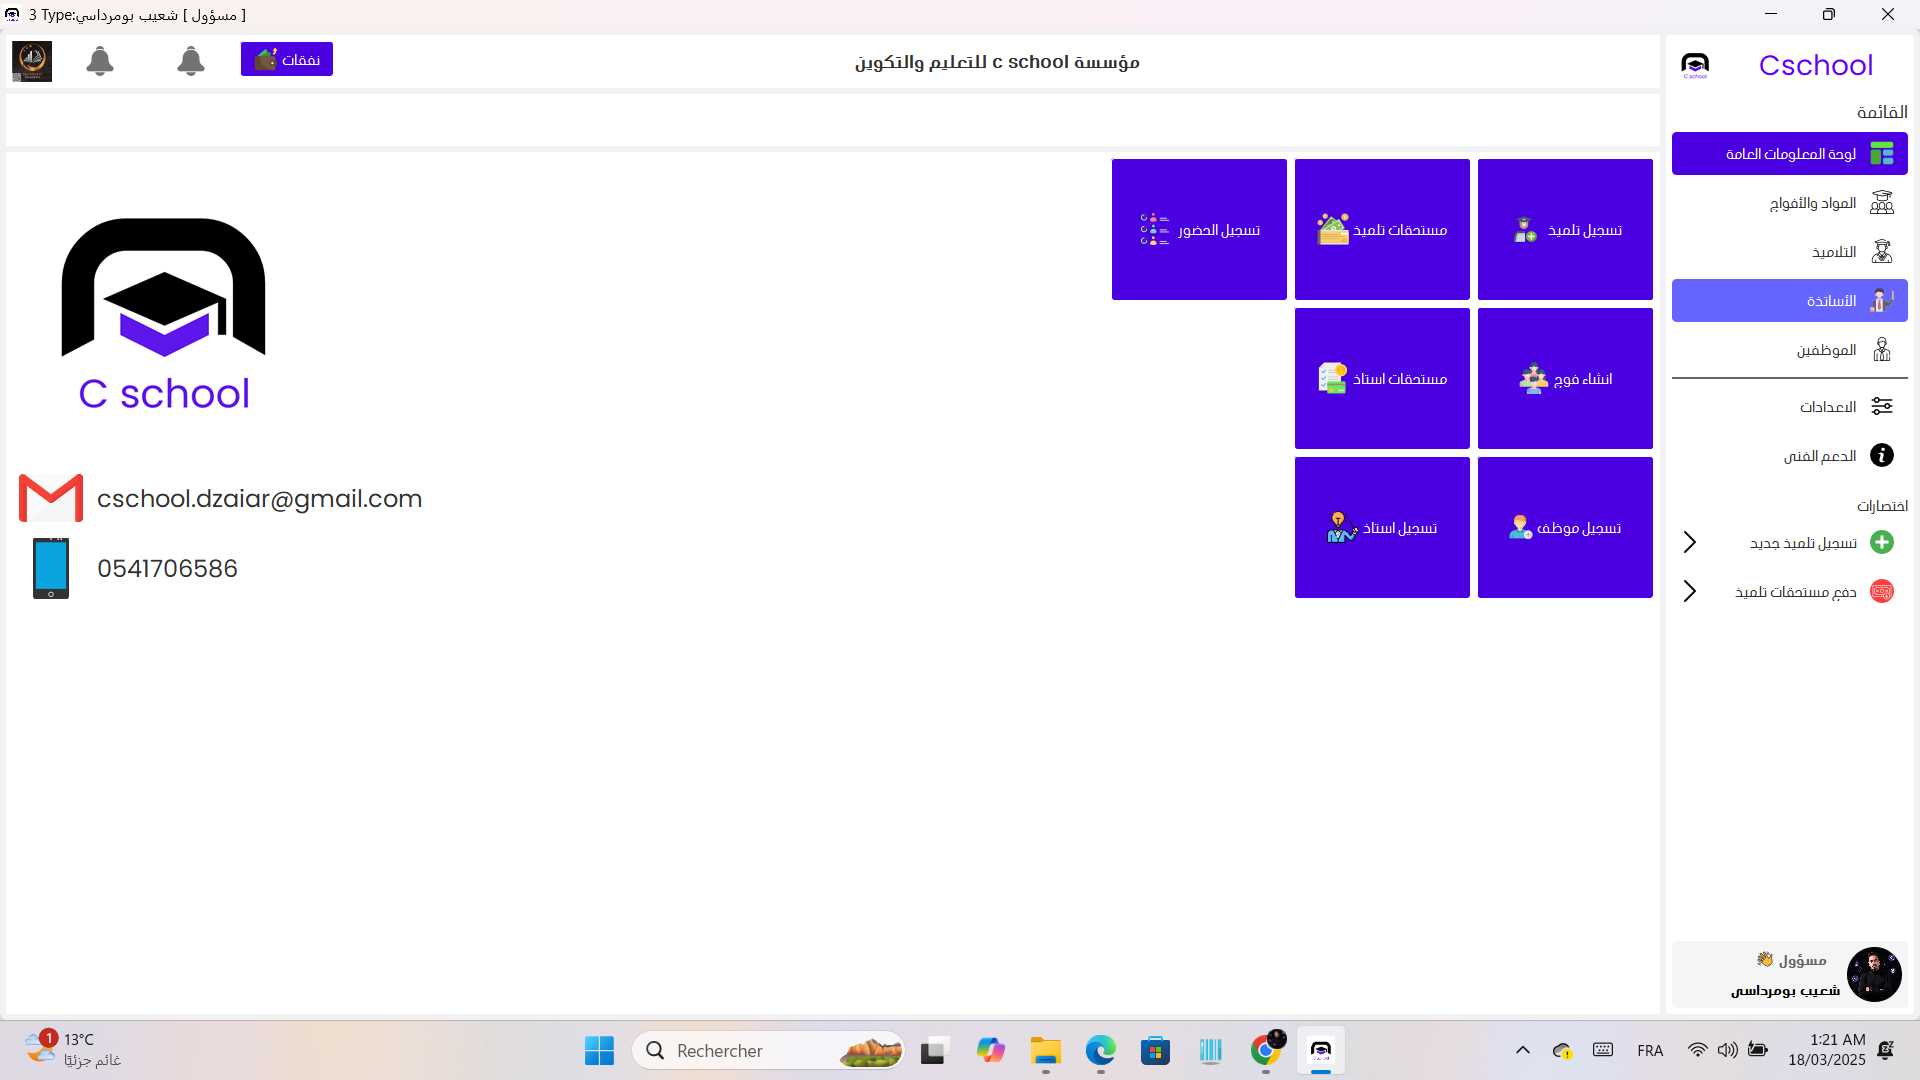 3 Type:شعيب بومرداسي [ مسؤول ]
نفقات
مؤسسة c school للتعليم والتكوين
C school
Cschool
القائمة
لوحة المعلومات العامة
المواد والأفواج
التلاميذ
الأساتذة
الموظفين
الاعدادات
الدعم الفني
اختصارات
تسجيل تلميذ جديد
دفع مستحقات تلميذ
تسجيل تلميذ
مستحقات تلميذ
تسجيل الحضور
انشاء فوج
مستحقات استاذ
تسجيل موظف
تسجيل استاذ
C school
cschool.dzaiar@gmail.com
0541706586
مسؤول
شعيب بومرداسي
1
13°C
غائم جزئيًا
Rechercher
FRA
1:21 AM
18/03/2025